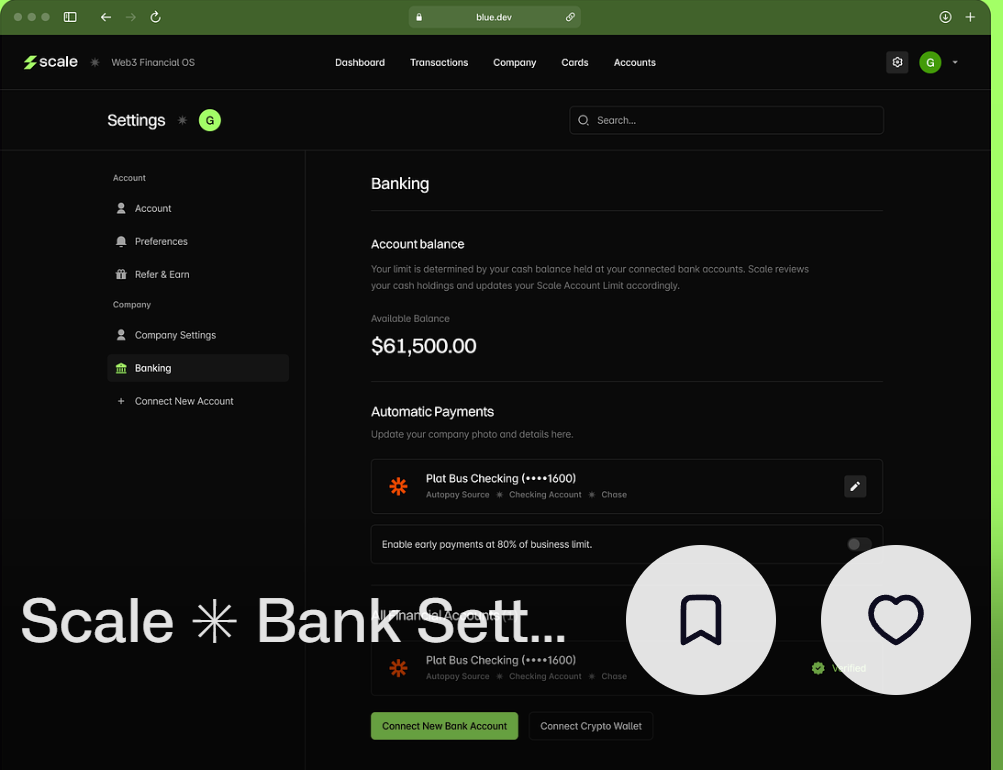 blue.dev
scale ✷ Web3 Financial OS
Dashboard Transactions Company Cards Accounts
G
Settings ✷ G
Search...
Account
Account
Preferences
Refer & Earn
Company
Company Settings
Banking
+ Connect New Account
Banking
Account balance
Your limit is determined by your cash balance held at your connected bank accounts. Scale reviews
your cash holdings and updates your Scale Account Limit accordingly.
Available Balance
$61,500.00
Automatic Payments
Update your company photo and details here.
Plat Bus Checking (••••1600)
Autopay Source ✷ Checking Account ✷ Chase
Enable early payments at 80% of business limit.
All Financial Accounts
Scale ✳ Bank Sett...
Plat Bus Checking (••••1600)
Autopay Source ✷ Checking Account ✷ Chase
Verified
Connect New Bank Account
Connect Crypto Wallet